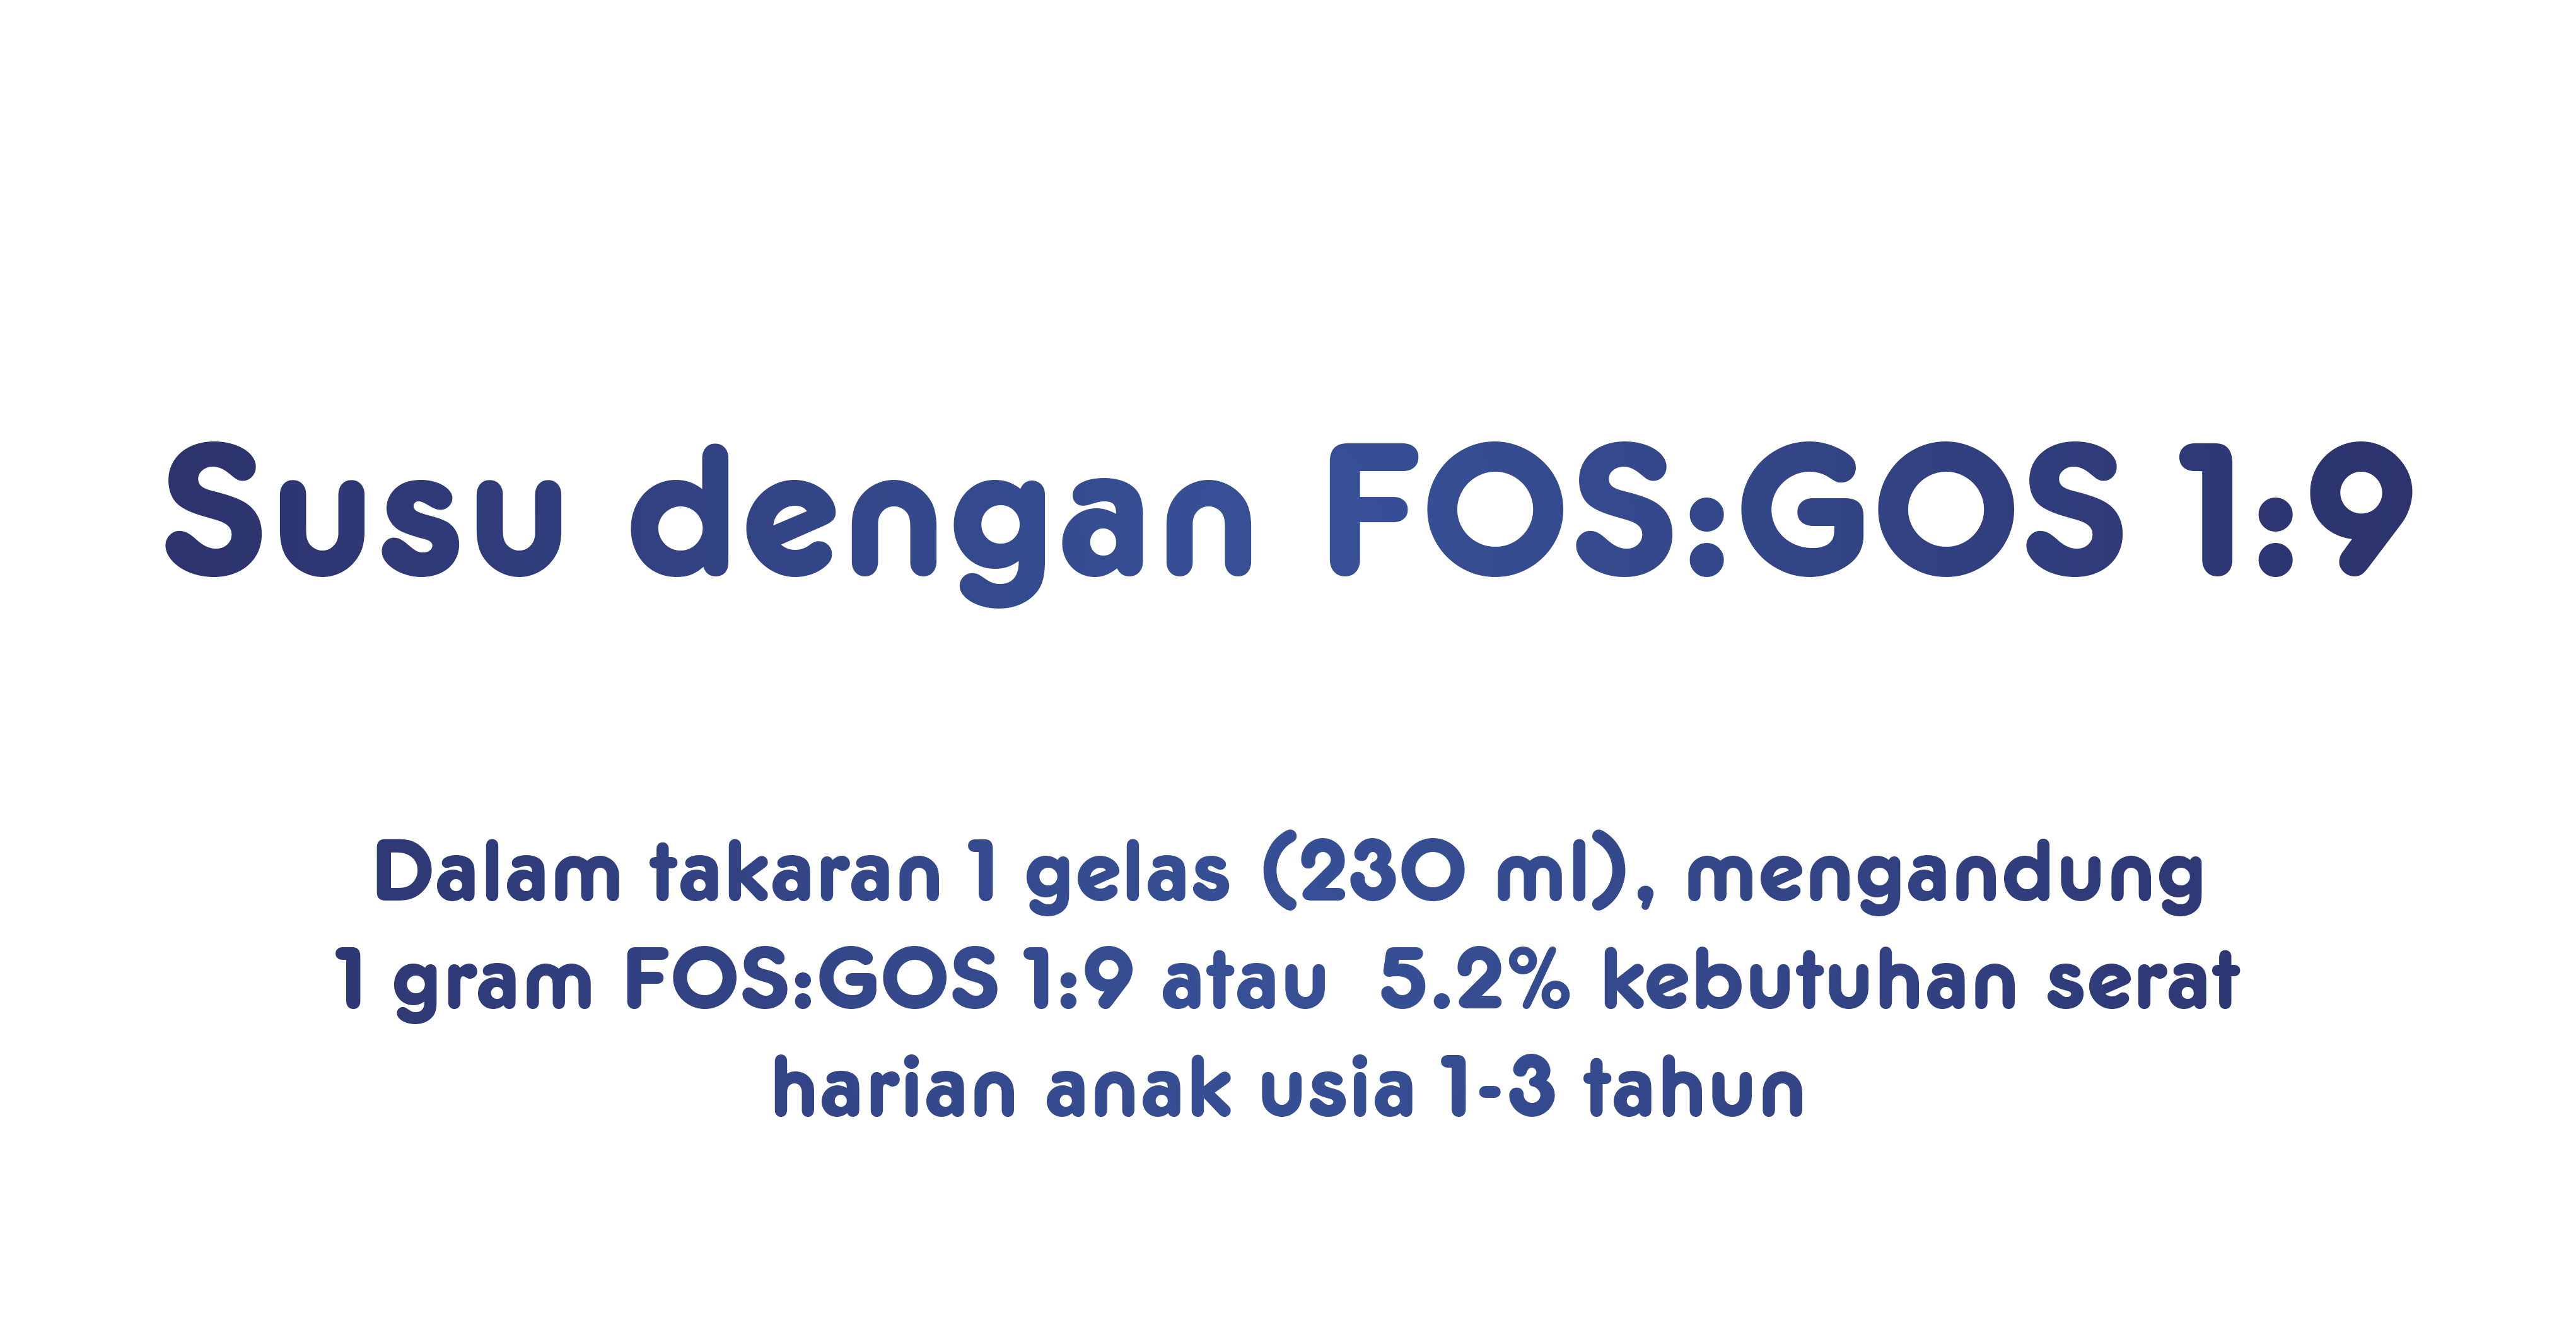 Susu dengan FOS:GOS 1:9
Dalam takaran 1 gelas (230 ml), mengandung
1 gram FOS:GOS 1:9 atau  5.2% kebutuhan serat
harian anak usia 1-3 tahun